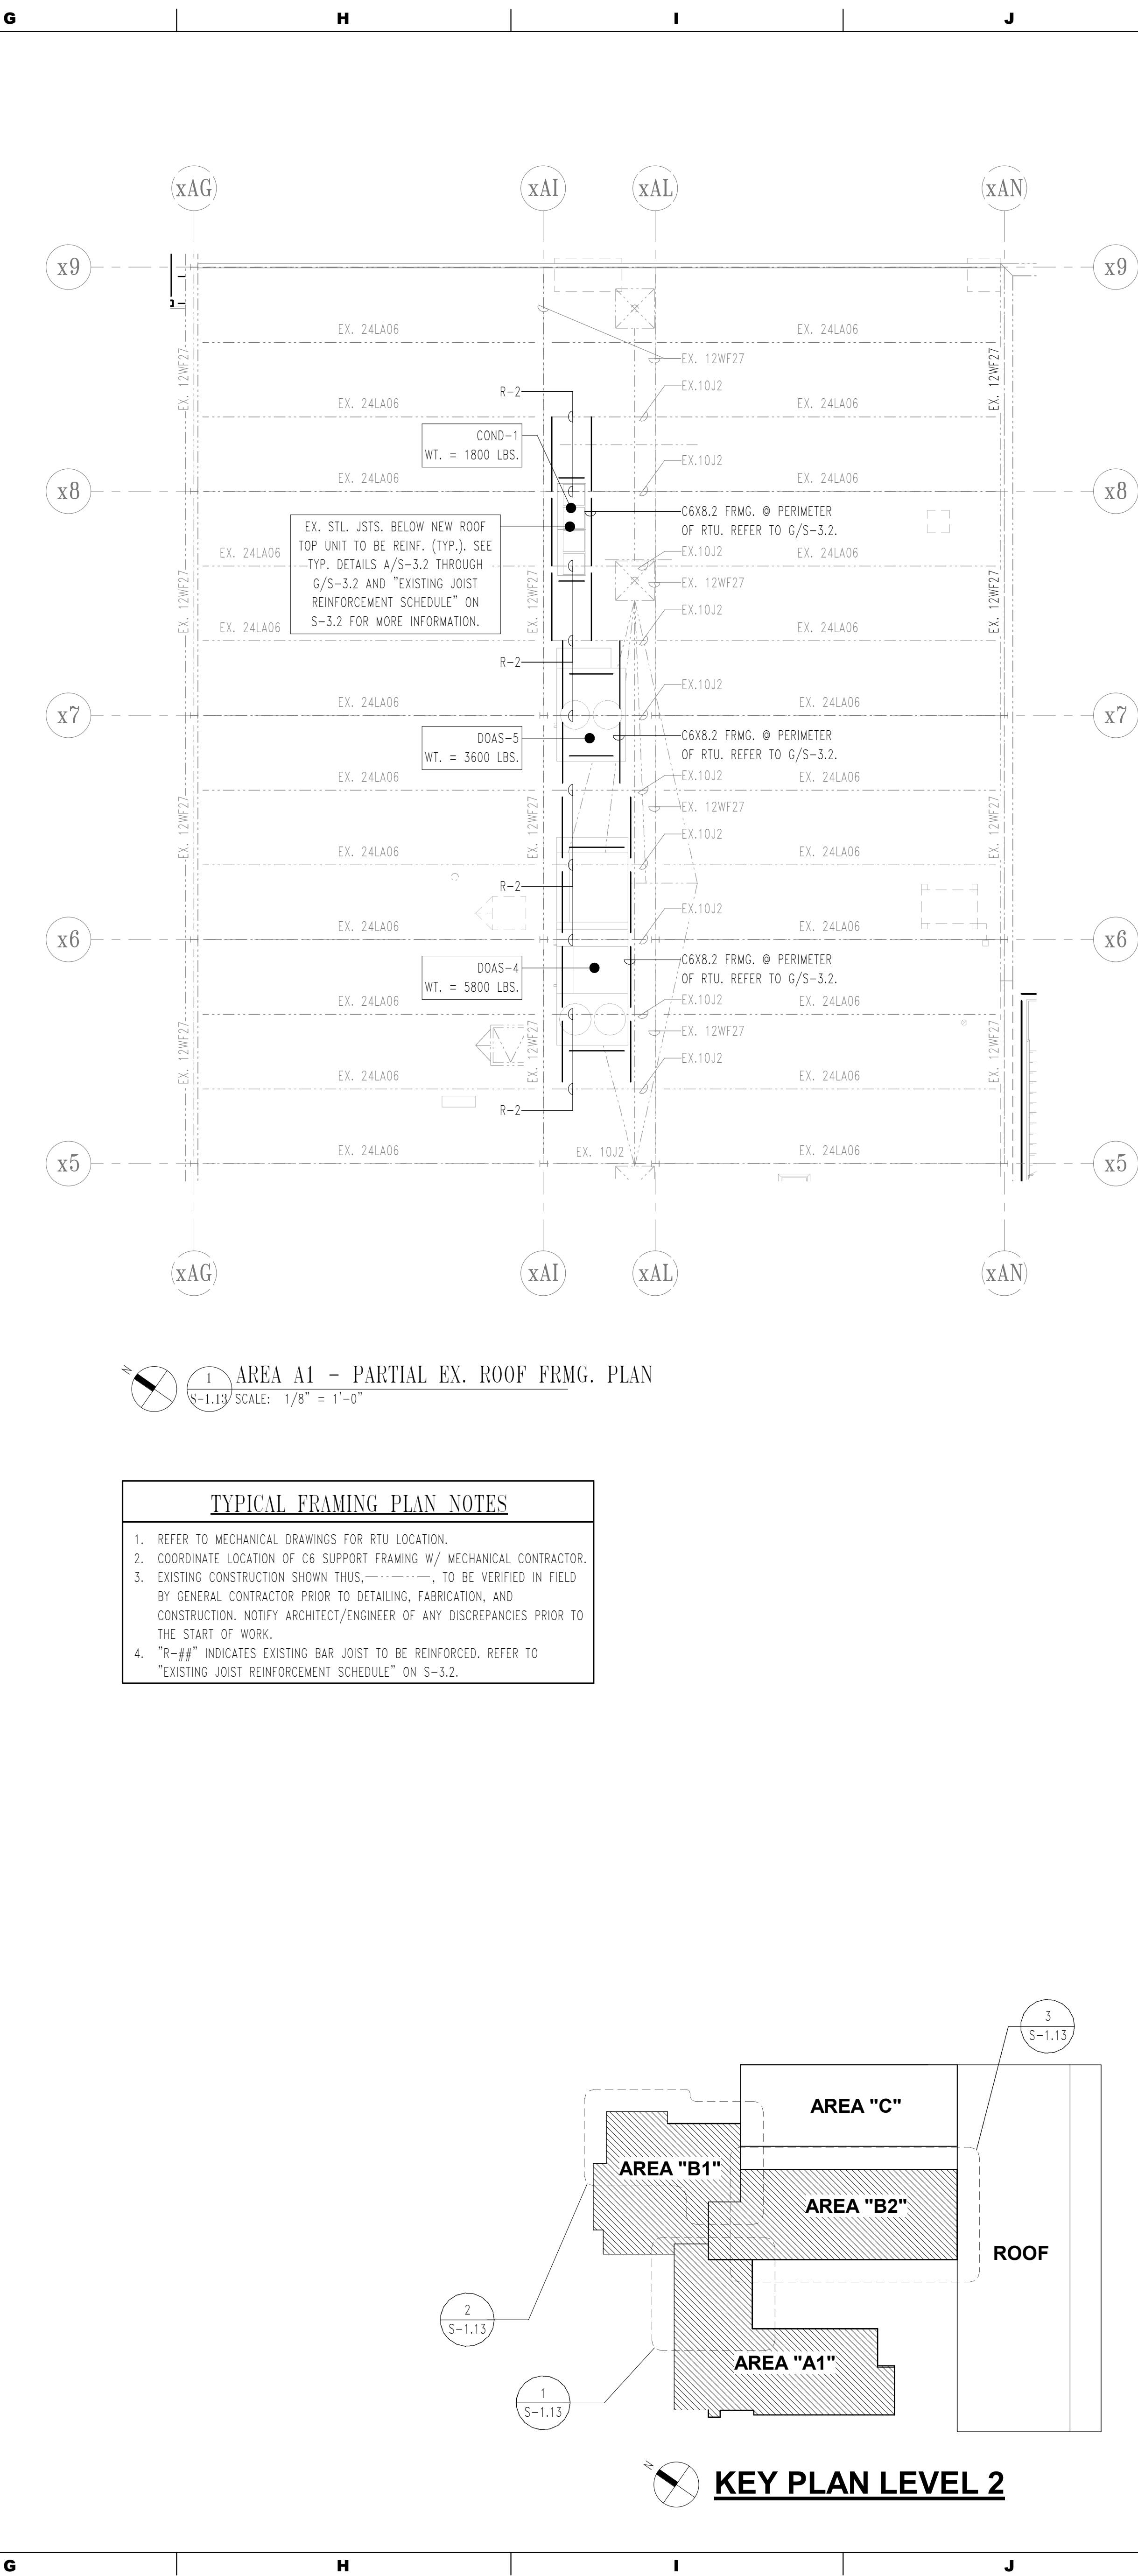 G H I J
xAG xAI xAL xAN
x9 x9
EX. 24LA06 EX. 24LA06
EX. 12WF27 EX. 12WF27 EX. 12WF27
EX. 24LA06 R-2 EX.10J2 EX. 24LA06
COND-1
WT. = 1800 LBS.
EX.10J2
x8 EX. 24LA06 EX. 24LA06 x8
C6X8.2 FRMG. @ PERIMETER
OF RTU. REFER TO G/S-3.2.
EX. STL. JSTS. BELOW NEW ROOF
TOP UNIT TO BE REINF. (TYP.). SEE
TYP. DETAILS A/S-3.2 THROUGH
G/S-3.2 AND "EXISTING JOIST
REINFORCEMENT SCHEDULE" ON
S-3.2 FOR MORE INFORMATION.
EX. 24LA06 EX.10J2 EX. 24LA06
EX. 12WF27 EX. 12WF27 EX. 12WF27 EX. 12WF27
EX.10J2
EX. 24LA06 EX. 24LA06
R-2
EX.10J2
x7 EX. 24LA06 EX. 24LA06 x7
DOAS-5
WT. = 3600 LBS.
C6X8.2 FRMG. @ PERIMETER
OF RTU. REFER TO G/S-3.2.
EX. 24LA06 EX.10J2 EX. 24LA06
EX. 12WF27 EX. 12WF27 EX. 12WF27 EX. 12WF27
EX.10J2
EX. 24LA06 EX. 24LA06
R-2
EX.10J2
x6 EX. 24LA06 EX. 24LA06 x6
DOAS-4
WT. = 5800 LBS.
C6X8.2 FRMG. @ PERIMETER
OF RTU. REFER TO G/S-3.2.
EX. 24LA06 EX.10J2 EX. 24LA06
EX. 12WF27 EX. 12WF27 EX. 12WF27 EX. 12WF27
EX.10J2
EX. 24LA06 EX. 24LA06
R-2
x5 EX. 24LA06 EX. 10J2 EX. 24LA06 x5
xAG xAI xAL xAN
N
1
S-1.13
AREA A1 - PARTIAL EX. ROOF FRMG. PLAN
SCALE: 1/8" = 1'-0"
TYPICAL FRAMING PLAN NOTES
1. REFER TO MECHANICAL DRAWINGS FOR RTU LOCATION.
2. COORDINATE LOCATION OF C6 SUPPORT FRAMING W/ MECHANICAL CONTRACTOR.
3. EXISTING CONSTRUCTION SHOWN THUS, , TO BE VERIFIED IN FIELD
BY GENERAL CONTRACTOR PRIOR TO DETAILING, FABRICATION, AND
CONSTRUCTION. NOTIFY ARCHITECT/ENGINEER OF ANY DISCREPANCIES PRIOR TO
THE START OF WORK.
4. "R-##" INDICATES EXISTING BAR JOIST TO BE REINFORCED. REFER TO
"EXISTING JOIST REINFORCEMENT SCHEDULE" ON S-3.2.
3
S-1.13
AREA "C"
AREA "B1"
AREA "B2"
ROOF
2
S-1.13
AREA "A1"
1
S-1.13
N
KEY PLAN LEVEL 2
G H I J